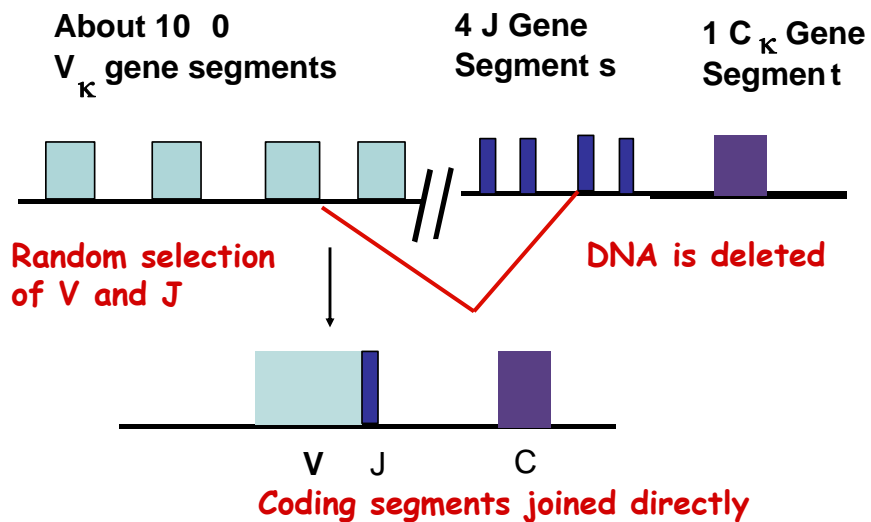 About 10 0
V κ gene segments
4 J Gene
Segment s
1 C κ Gene
Segmen t
Random selection
of V and J
DNA is deleted
V J C
Coding segments joined directly